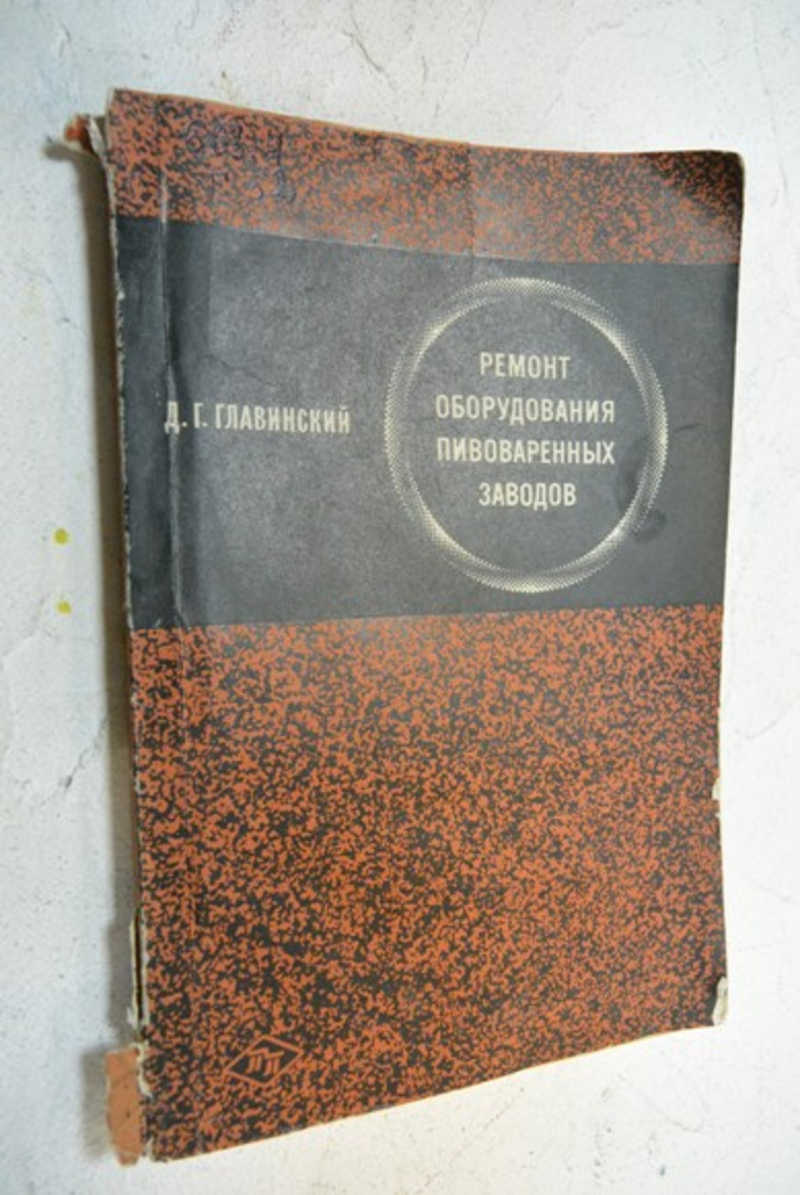 Д. Г. ГЛАВИНСКИЙ
РЕМОНТ
ОБОРУДОВАНИЯ
ПИВОВАРЕННЫХ
ЗАВОДОВ